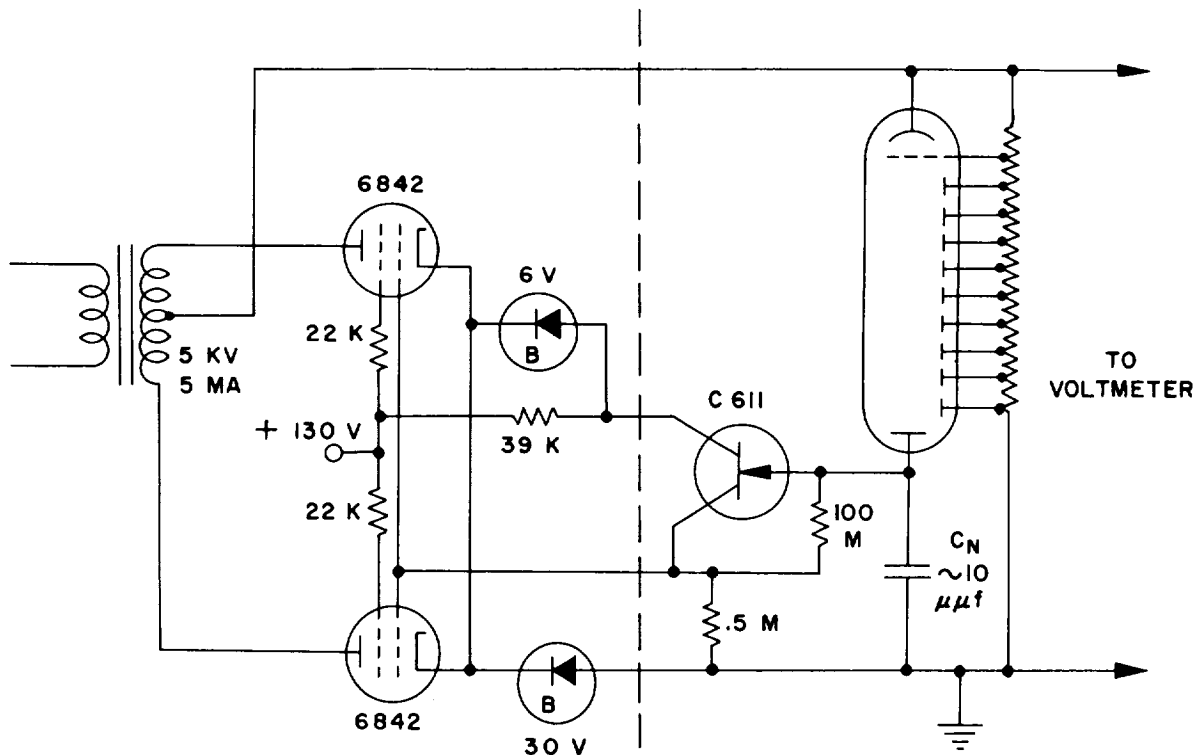 6842
6 V
B
22 K
5 KV
5 MA
+ 130 V
39 K
C 611
TO
VOLTMETER
22 K
100
M
C_N
~10
μμf
.5 M
6842
B
30 V